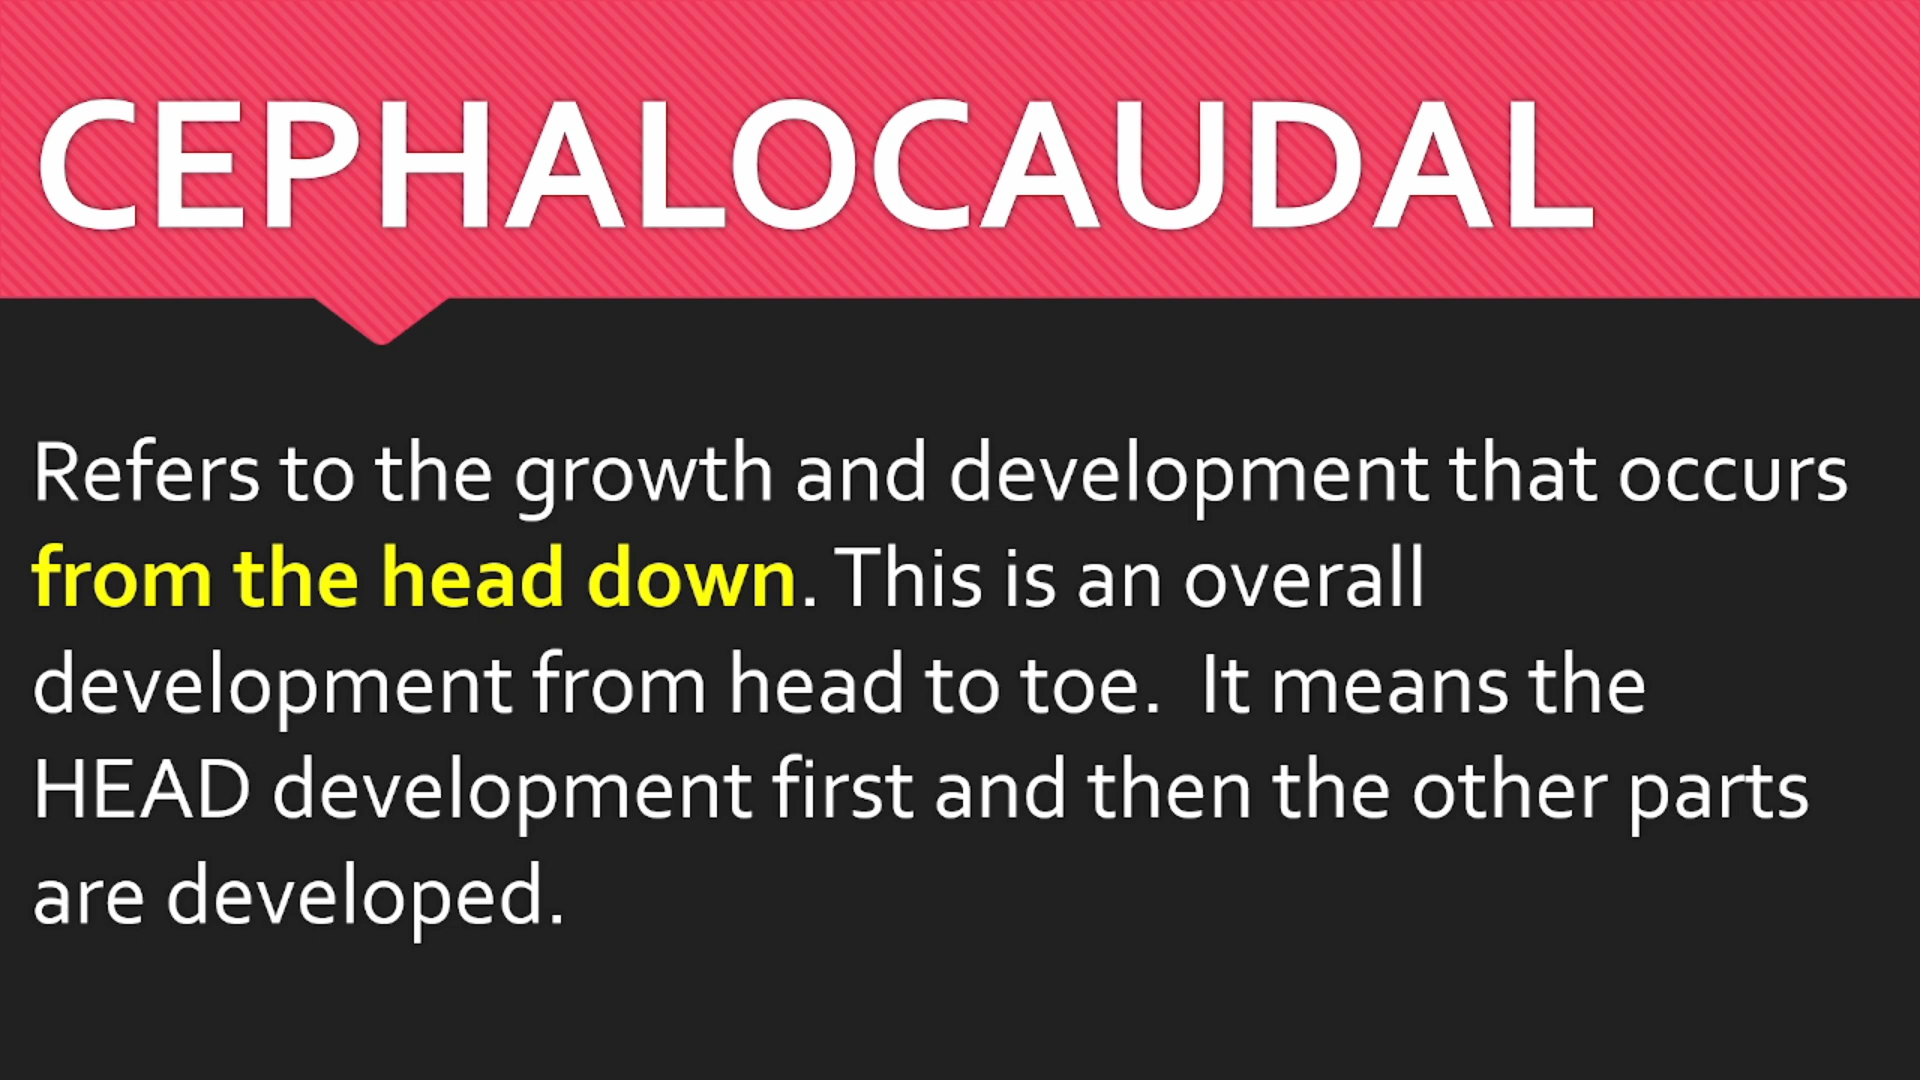 CEPHALOCAUDAL
Refers to the growth and development that occurs
from the head down. This is an overall
development from head to toe.  It means the
HEAD development first and then the other parts
are developed.